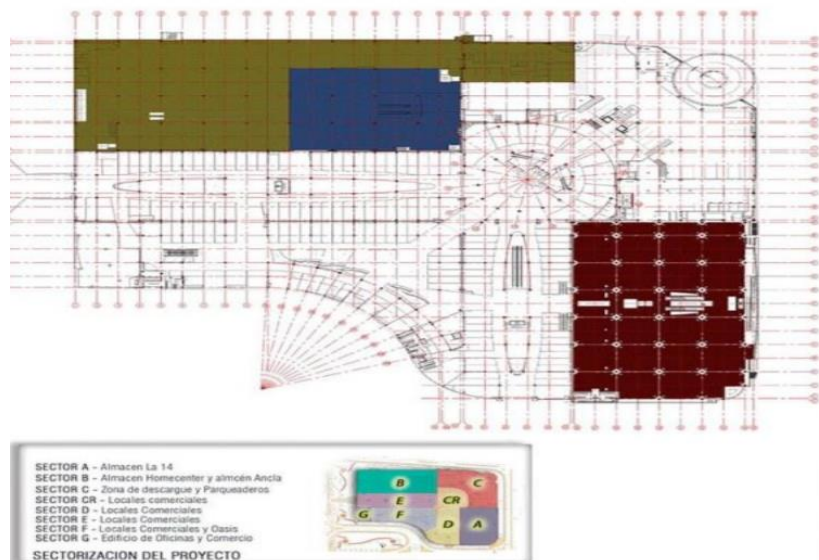 SECTOR A - Almacen La 14
SECTOR B - Almacen Homecenter y almcén Ancla
SECTOR C - Zona de descargue y Parqueaderos
SECTOR CR - Locales comerciales
SECTOR D - Locales Comerciales
SECTOR E - Locales Comerciales
SECTOR F - Locales Comerciales y Oasis
SECTOR G - Edificio de Oficinas y Comercio
SECTORIZACION DEL PROYECTO
B
C
E
CR
G
F
D
A